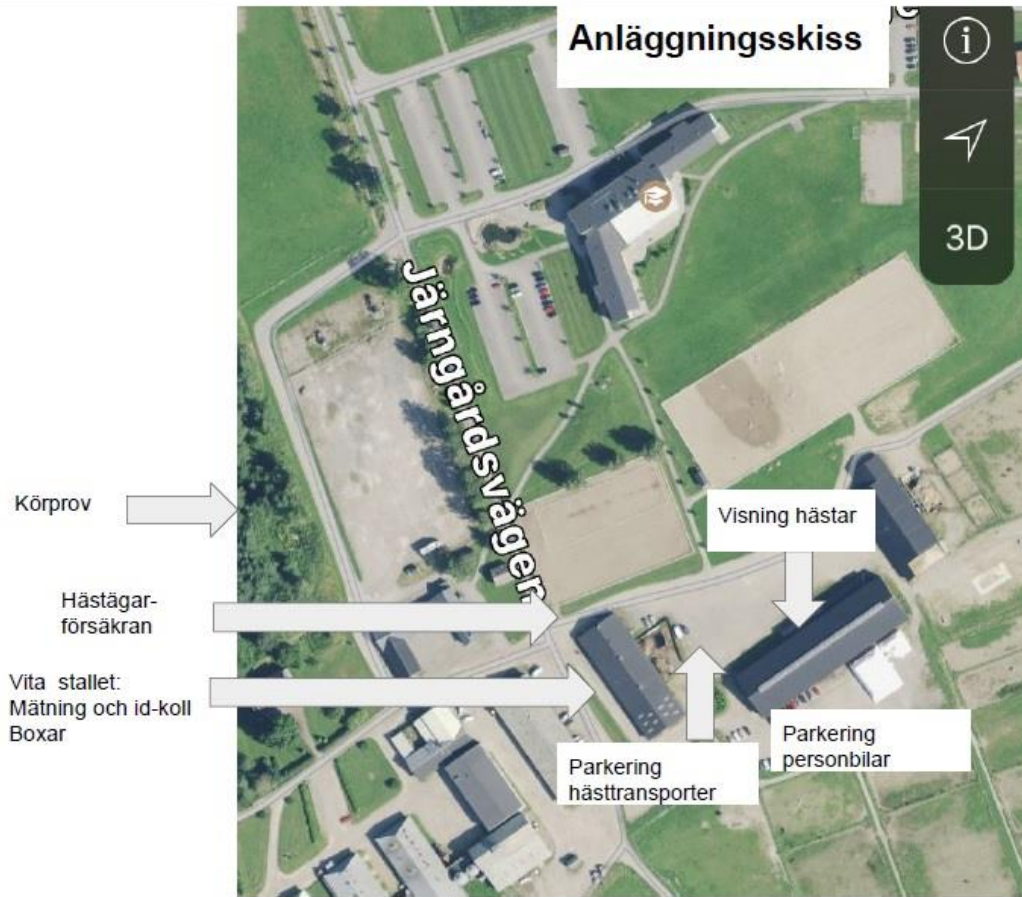 Anläggningsskiss
3D
Järngårdsvägen
Körprov
Visning hästar
Hästägar-
försäkran
Vita stallet:
Mätning och id-koll
Boxar
Parkering
hästtransporter
Parkering
personbilar